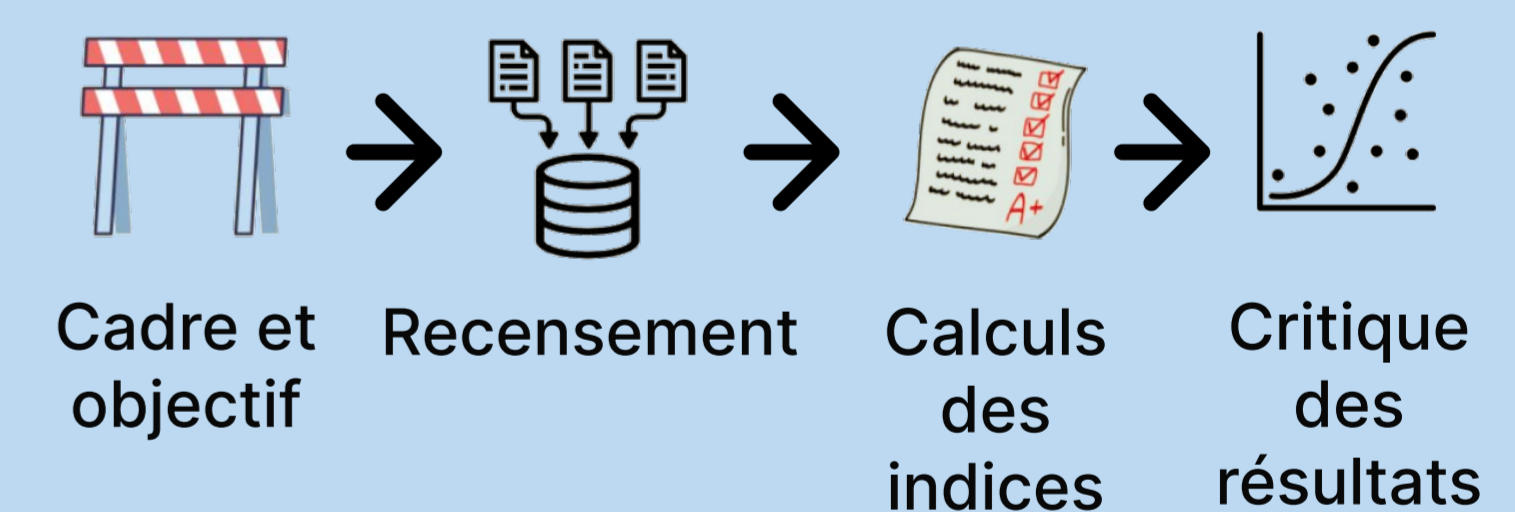 A+
Cadre et
objectif
Recensement
Calculs
des
indices
Critique
des
résultats